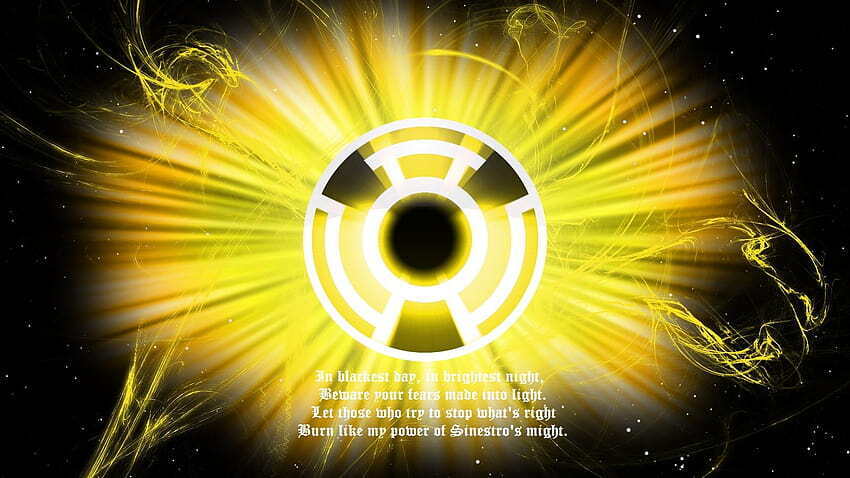 In blackest day, in brightest night,
Beware your fears made into light.
Let those who try to stop what's right
Burn like my power of Sinestro's might.